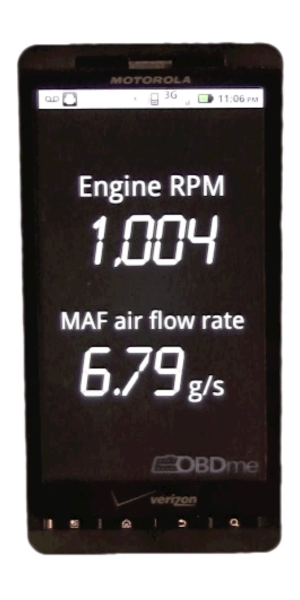 MOTOROLA
3G
11:06 PM
Engine RPM
1,004
MAF air flow rate
6.79 g/s
OBDme
verizon